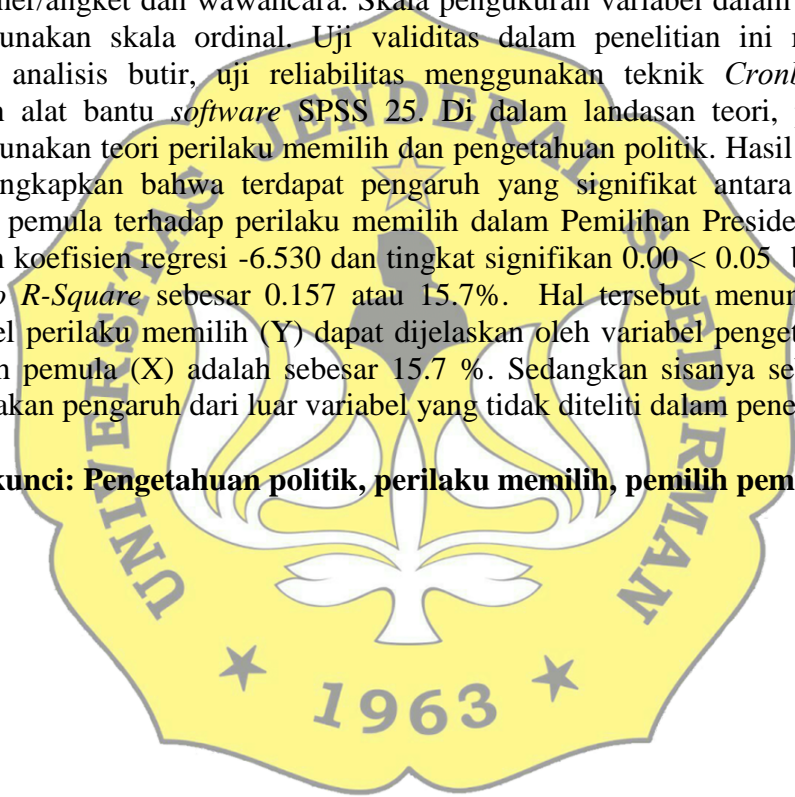 ner/angket dan wawancara. Skala pengukuran variabel dalam
unakan skala ordinal. Uji validitas dalam penelitian ini
analisis butir, uji reliabilitas menggunakan teknik
alat bantu software SPSS 25. Di dalam landasan teori,
unakan teori perilaku memilih dan pengetahuan politik. Hasil
ngkapkan bahwa terdapat pengaruh yang signifikat antara
pemula terhadap perilaku memilih dalam Pemilihan Preside
koefisien regresi -6.530 dan tingkat signifikan 0.00 < 0.05
R-Square sebesar 0.157 atau 15.7%. Hal tersebut menun
el perilaku memilih (Y) dapat dijelaskan oleh variabel penget
pemula (X) adalah sebesar 15.7 %. Sedangkan sisanya se
akan pengaruh dari luar variabel yang tidak diteliti dalam pene
kunci: Pengetahuan politik, perilaku memilih, pemilih pem
UNIVERSITAS JENDERAL SOEDIRMAN
1963